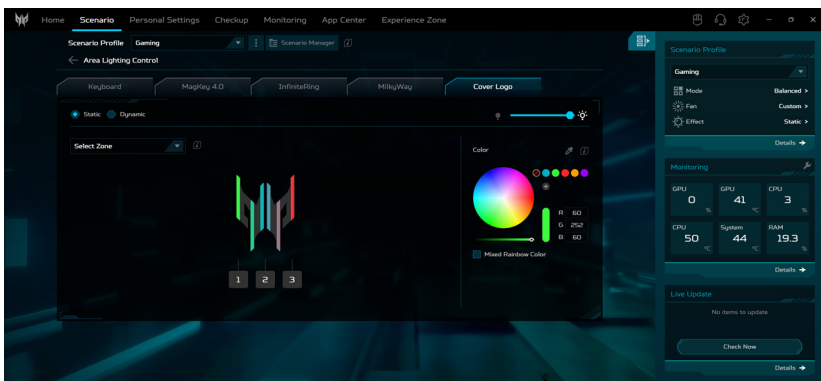 Home Scenario Personal Settings Checkup Monitoring App Center Experience Zone
Scenario Profile Gaming Scenario Manager
Area Lighting Control
Keyboard MagKey 4.0 InfiniteRing MilkyWay Cover Logo
Static Dynamic
Select Zone
Color
R 60
G 252
B 60
Mixed Rainbow Color
1 2 3
Scenario Profile
Gaming
Mode Balanced >
Fan Custom >
Effect Static >
Details
Monitoring
GPU 0 %
GPU 41 °C
CPU 3 %
CPU 50 °C
System 44 °C
RAM 19.3 %
Details
Live Update
No items to update
Check Now
Details